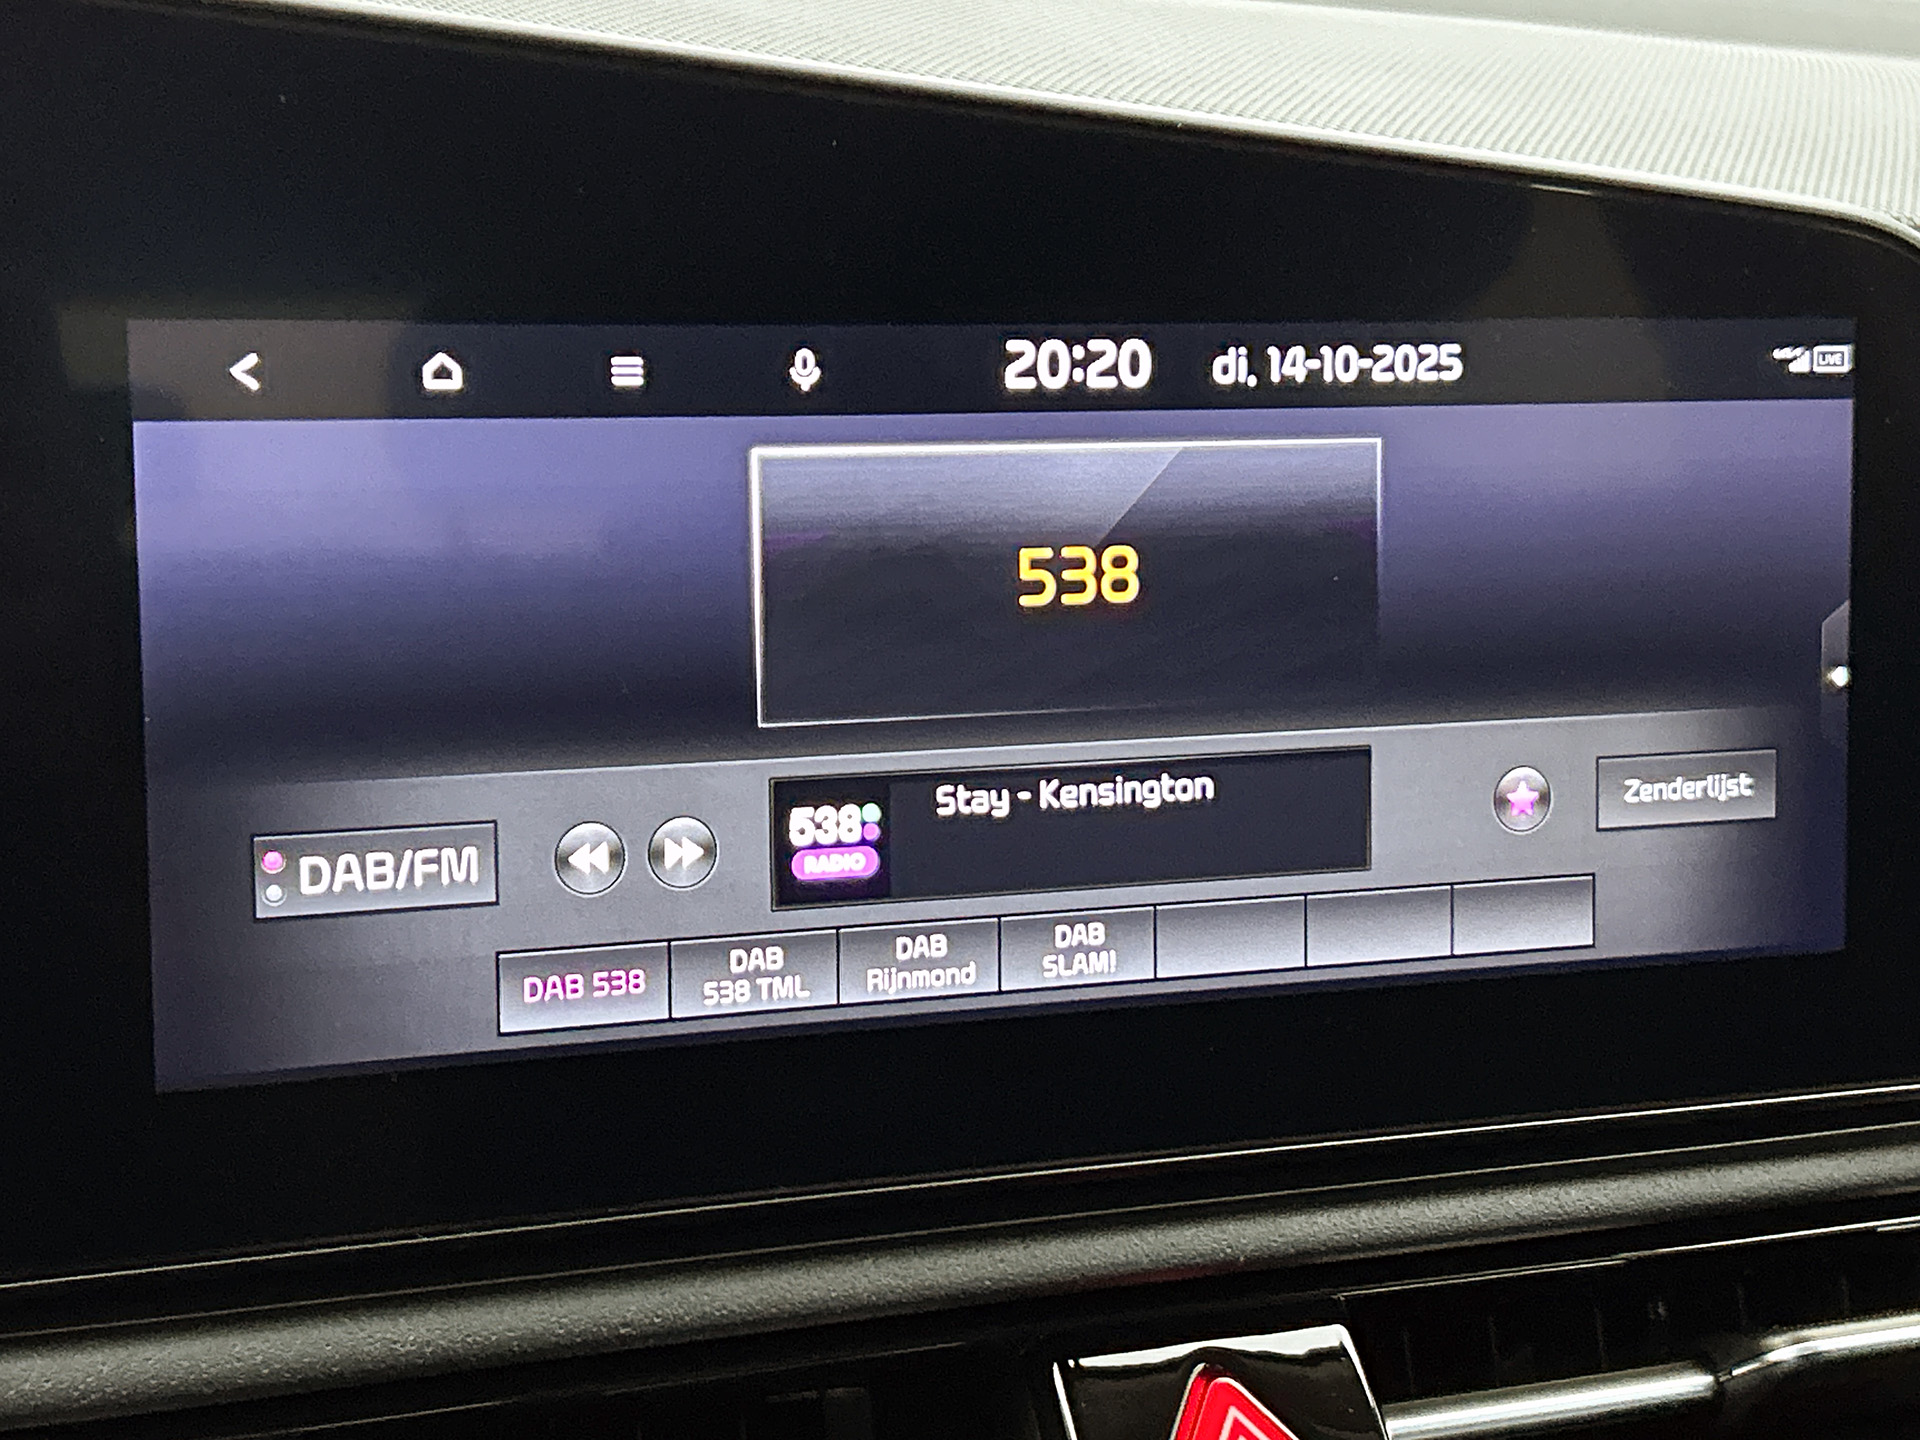 20:20 di, 14-10-2025
LIVE
538
Stay - Kensington
538
RADIO
Zenderlijst
DAB/FM
DAB 538
DAB
538 TML
DAB
Rijnmond
DAB
SLAM!